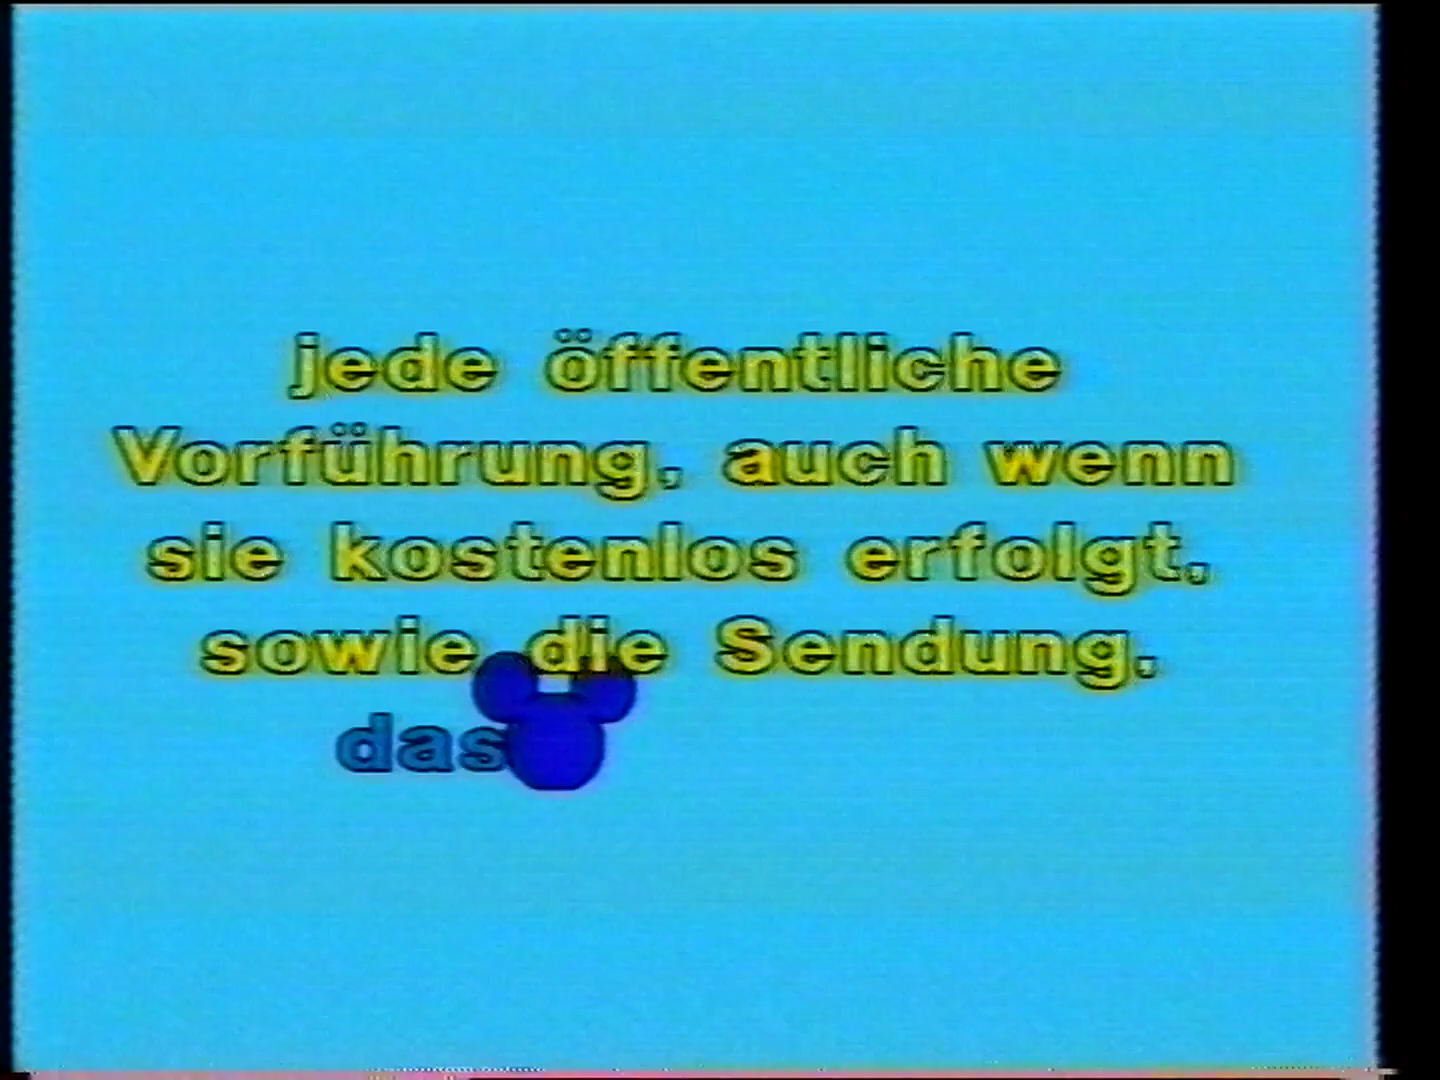 jede öffentliche
Vorführung, auch wenn
sie kostenlos erfolgt,
sowie die Sendung,
das